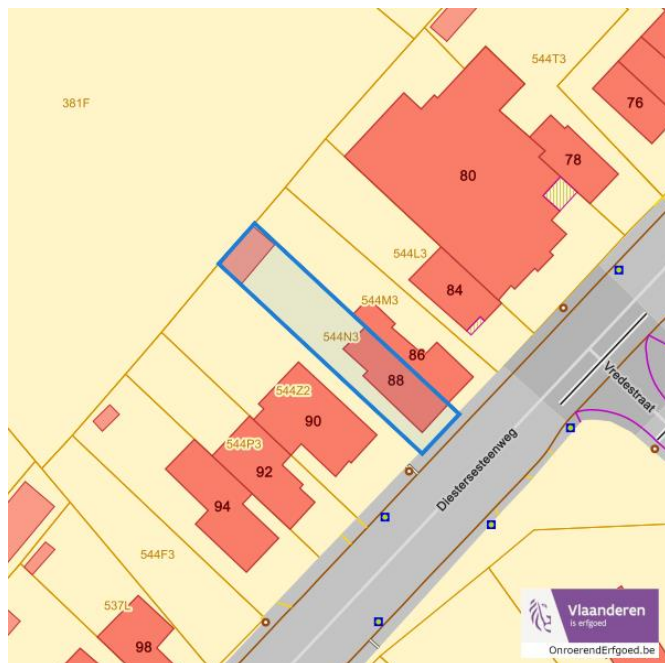 544T3
381F
76
78
80
544L3
84
544M3
544N3
86
88
544Z2
90
Vredestraat
544P3
92
Diestersesteenweg
94
544F3
537L
98
Vlaanderen
is erfgoed
OnroerendErfgoed.be